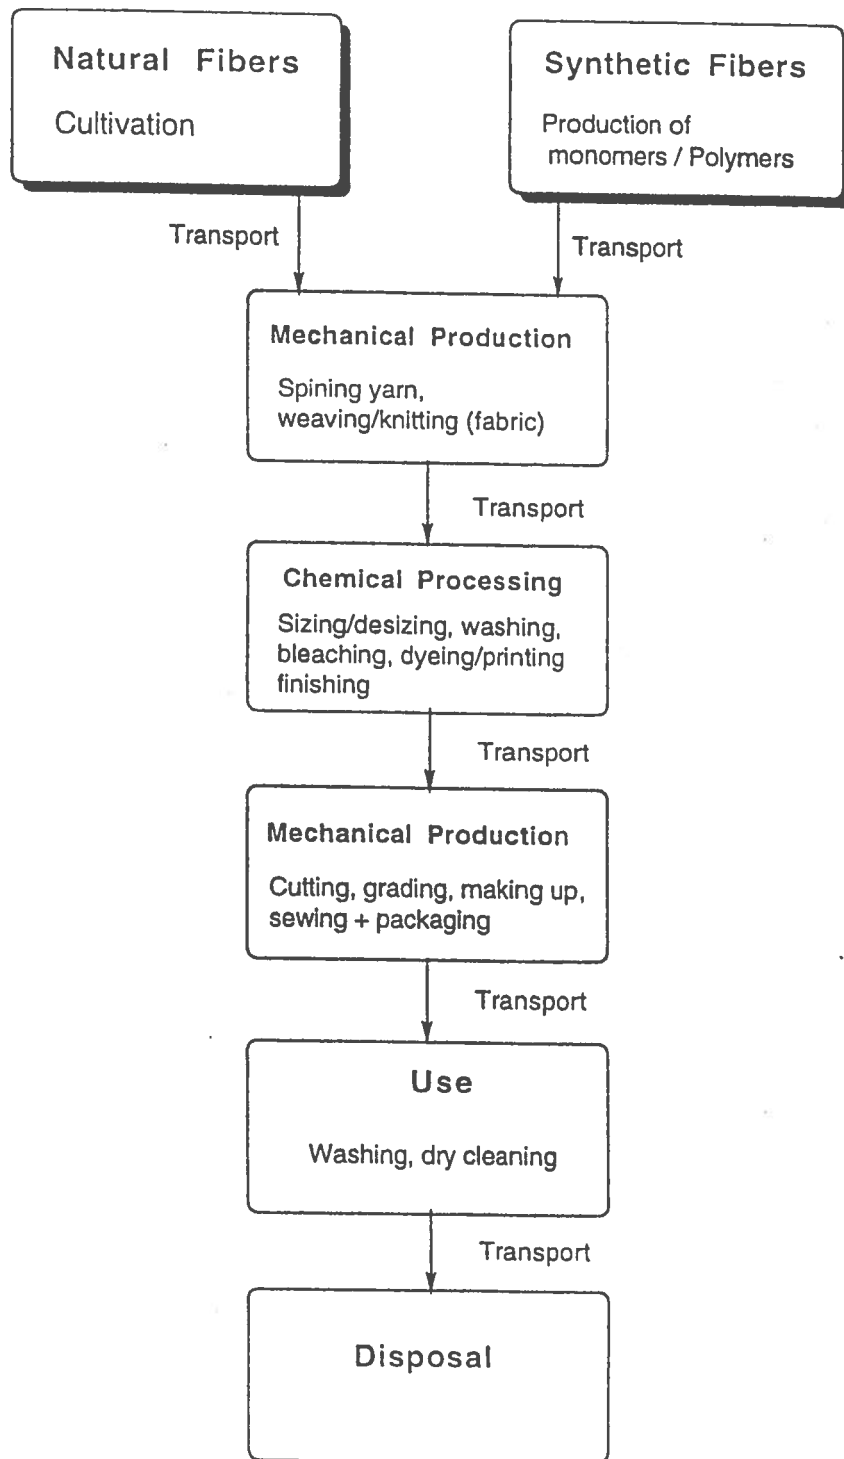 Natural Fibers
Cultivation
Synthetic Fibers
Production of
monomers / Polymers
Transport
Transport
Mechanical Production
Spining yarn,
weaving/knitting (fabric)
Transport
Chemical Processing
Sizing/desizing, washing,
bleaching, dyeing/printing
finishing
Transport
Mechanical Production
Cutting, grading, making up,
sewing + packaging
Transport
Use
Washing, dry cleaning
Transport
Disposal